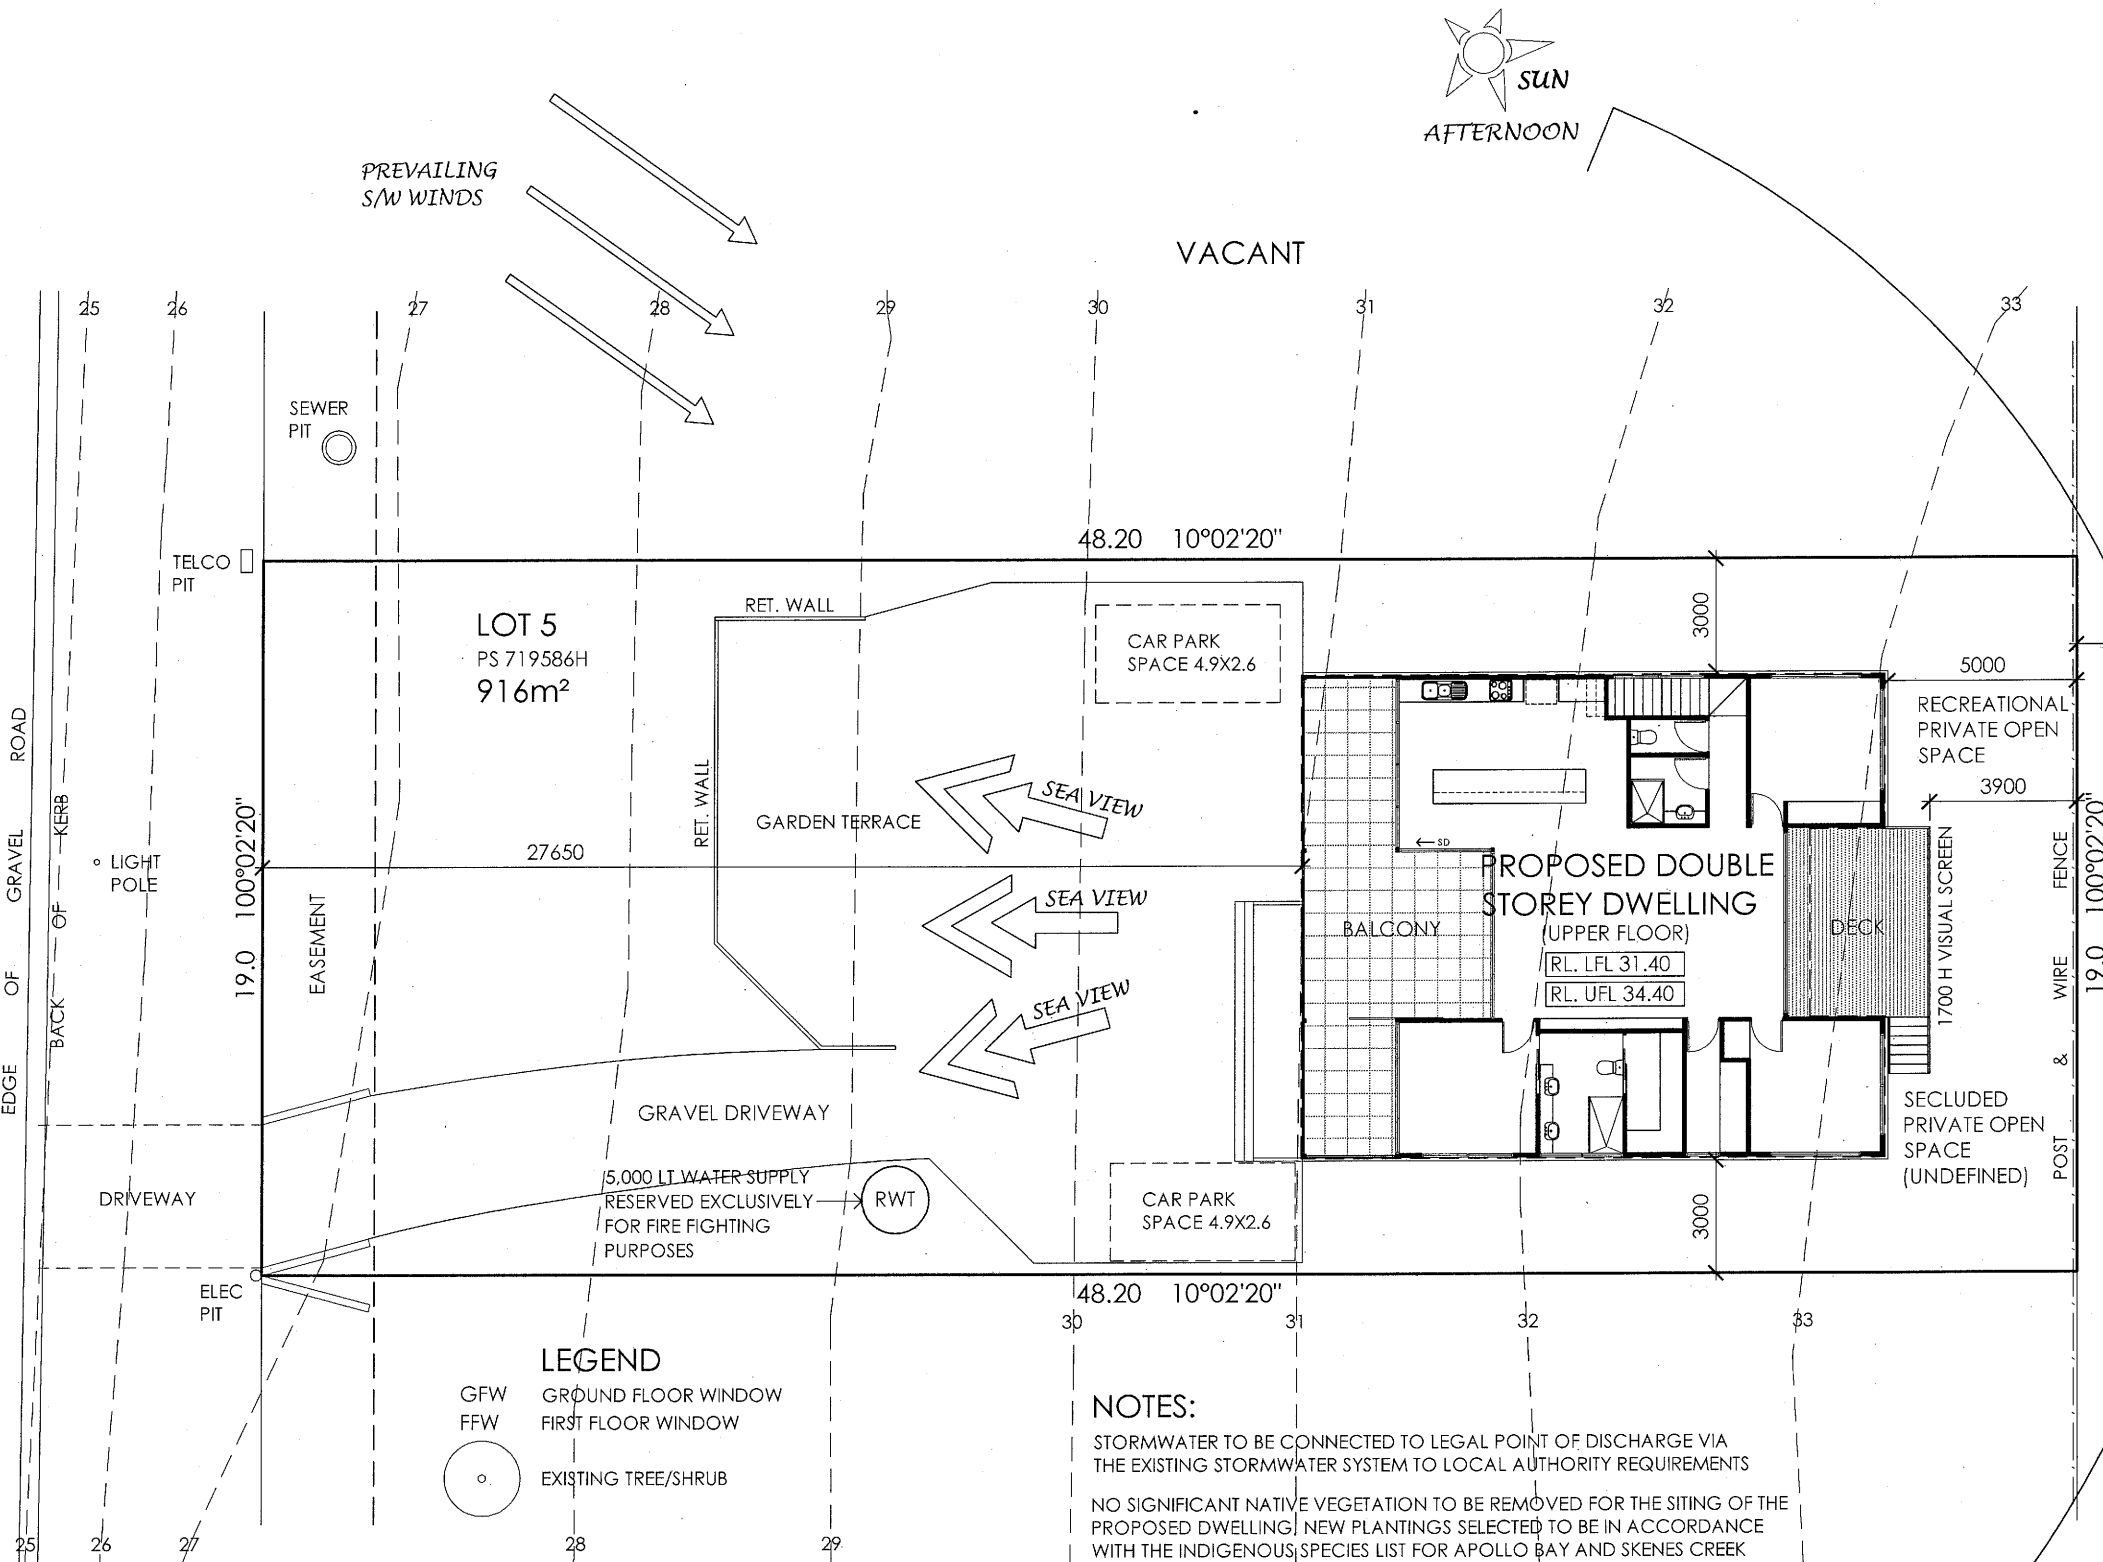 SUN
AFTERNOON
PREVAILING
S/W WINDS
VACANT
25
26
27
28
29
30
31
32
33
SEWER
PIT
48.20 10°02'20"
TELCO
PIT
LOT 5
PS 719586H
916m²
RET. WALL
CAR PARK
SPACE 4.9X2.6
3000
5000
RECREATIONAL
PRIVATE OPEN
SPACE
3900
EDGE OF GRAVEL ROAD
BACK OF KERB
LIGHT
POLE
19.0 100°02'20"
EASEMENT
27650
RET. WALL
GARDEN TERRACE
SEA VIEW
SEA VIEW
SEA VIEW
SD
PROPOSED DOUBLE
STOREY DWELLING
(UPPER FLOOR)
RL. LFL 31.40
RL. UFL 34.40
BALCONY
DECK
1700 H VISUAL SCREEN
POST & WIRE FENCE
19.0 100°02'20"
SECLUDED
PRIVATE OPEN
SPACE
(UNDEFINED)
GRAVEL DRIVEWAY
DRIVEWAY
5,000 LT WATER SUPPLY
RESERVED EXCLUSIVELY
FOR FIRE FIGHTING
PURPOSES
RWT
CAR PARK
SPACE 4.9X2.6
3000
ELEC
PIT
48.20 10°02'20"
30
31
32
33
LEGEND
GFW GROUND FLOOR WINDOW
FFW FIRST FLOOR WINDOW
EXISTING TREE/SHRUB
25
26
27
28
29
NOTES:
STORMWATER TO BE CONNECTED TO LEGAL POINT OF DISCHARGE VIA
THE EXISTING STORMWATER SYSTEM TO LOCAL AUTHORITY REQUIREMENTS
NO SIGNIFICANT NATIVE VEGETATION TO BE REMOVED FOR THE SITING OF THE
PROPOSED DWELLING. NEW PLANTINGS SELECTED TO BE IN ACCORDANCE
WITH THE INDIGENOUS SPECIES LIST FOR APOLLO BAY AND SKENES CREEK